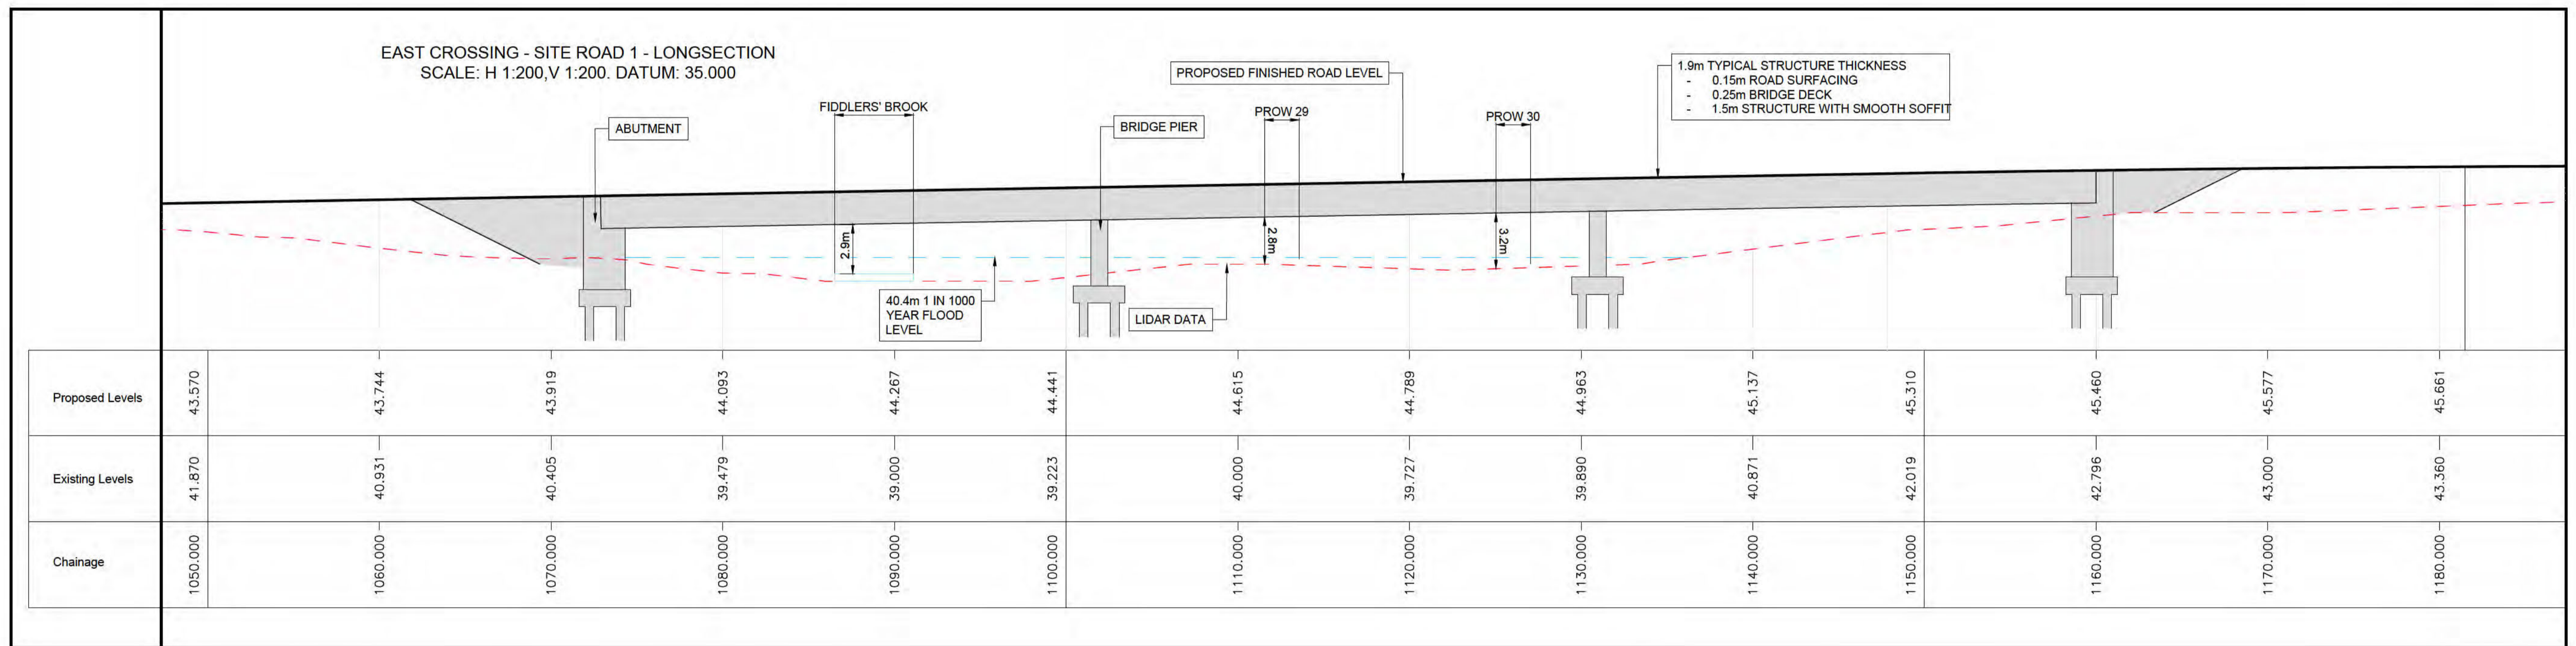 EAST CROSSING - SITE ROAD 1 - LONGSECTION
SCALE: H 1:200,V 1:200. DATUM: 35.000
ABUTMENT
FIDDLERS' BROOK
2.9m
40.4m 1 IN 1000
YEAR FLOOD
LEVEL
BRIDGE PIER
LIDAR DATA
PROPOSED FINISHED ROAD LEVEL
PROW 29
2.8m
PROW 30
3.2m
1.9m TYPICAL STRUCTURE THICKNESS
- 0.15m ROAD SURFACING
- 0.25m BRIDGE DECK
- 1.5m STRUCTURE WITH SMOOTH SOFFIT
Proposed Levels 43.570 43.744 43.919 44.093 44.267 44.441 44.615 44.789 44.963 45.137 45.310 45.460 45.577 45.661
Existing Levels 41.870 40.931 40.405 39.479 39.000 39.223 40.000 39.727 39.890 40.871 42.019 42.796 43.000 43.360
Chainage 1050.000 1060.000 1070.000 1080.000 1090.000 1100.000 1110.000 1120.000 1130.000 1140.000 1150.000 1160.000 1170.000 1180.000